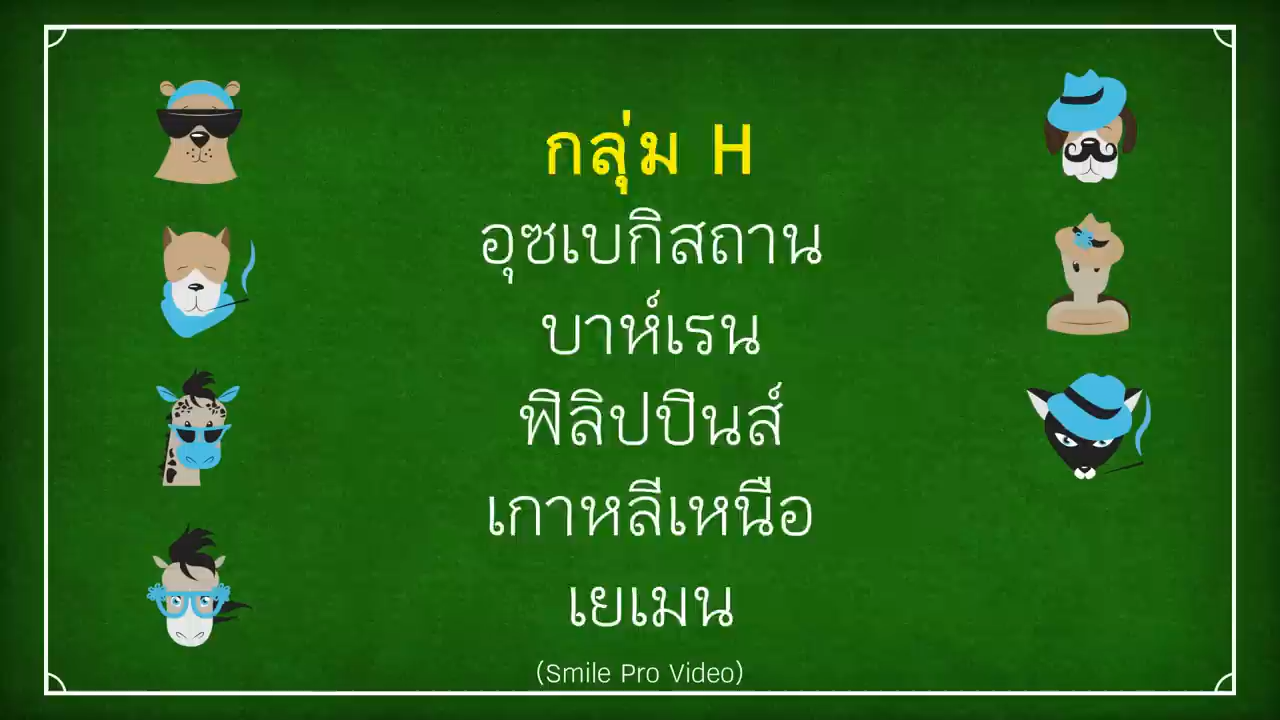 กลุ่ม H
อุซเบกิสถาน
บาห์เรน
ฟิลิปปินส์
เกาหลีเหนือ
เยเมน
(Smile Pro Video)